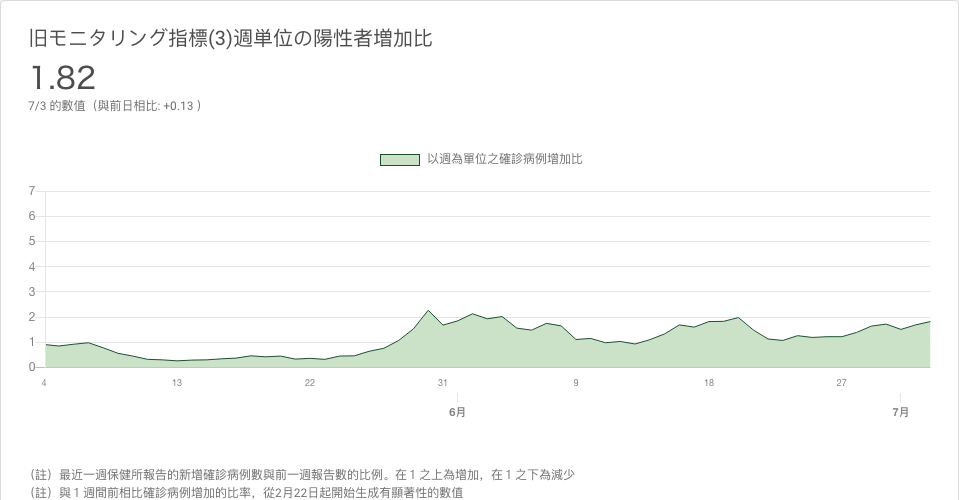 旧モニタリング指標(3)週単位の陽性者増加比
1.82
7/3 的數值（與前日相比: +0.13 ）
以週為單位之確診病例增加比
7
6
5
4
3
2
1
0
4 13 22 31 9 18 27
6月 7月
（註）最近一週保健所報告的新增確診病例數與前一週報告數的比例。在１之上為增加，在１之下為減少
（註）與１週間前相比確診病例增加的比率，從2月22日起開始生成有顯著性的數值